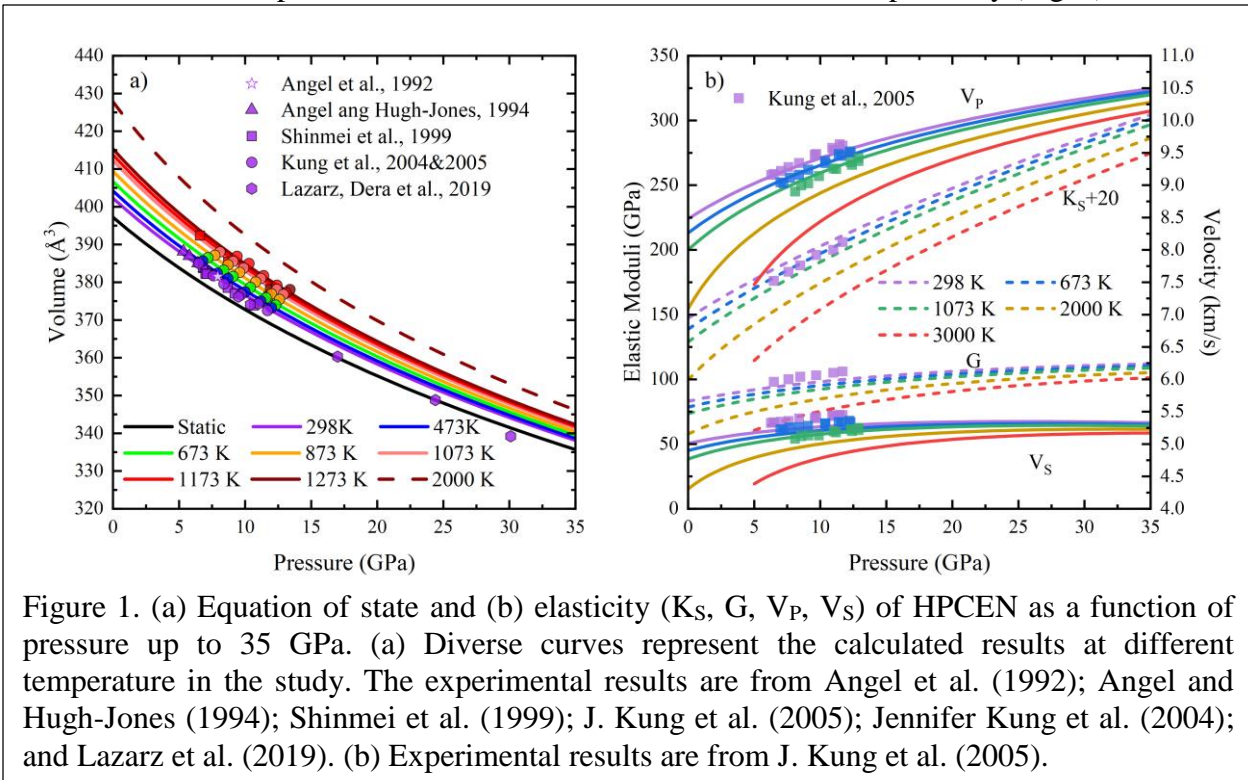 a)
Angel et al., 1992
Angel ang Hugh-Jones, 1994
Shinmei et al., 1999
Kung et al., 2004&2005
Lazarz, Dera et al., 2019
440
430
420
410
400
390
380
370
360
350
340
330
320
Volume (Å³)
Static 298K 473K
673 K 873 K 1073 K
1173 K 1273 K 2000 K
0 5 10 15 20 25 30 35
Pressure (GPa)
b)
Kung et al., 2005
V_P
K_S+20
298 K 673 K
1073 K 2000 K
3000 K
G
V_S
350
300
250
200
150
100
50
0
Elastic Moduli (GPa)
11.0
10.5
10.0
9.5
9.0
8.5
8.0
7.5
7.0
6.5
6.0
5.5
5.0
4.5
4.0
Velocity (km/s)
0 5 10 15 20 25 30 35
Pressure (GPa)
Figure 1. (a) Equation of state and (b) elasticity (K_S, G, V_P, V_S) of HPCEN as a function of
pressure up to 35 GPa. (a) Diverse curves represent the calculated results at different
temperature in the study. The experimental results are from Angel et al. (1992); Angel and
Hugh-Jones (1994); Shinmei et al. (1999); J. Kung et al. (2005); Jennifer Kung et al. (2004);
and Lazarz et al. (2019). (b) Experimental results are from J. Kung et al. (2005).